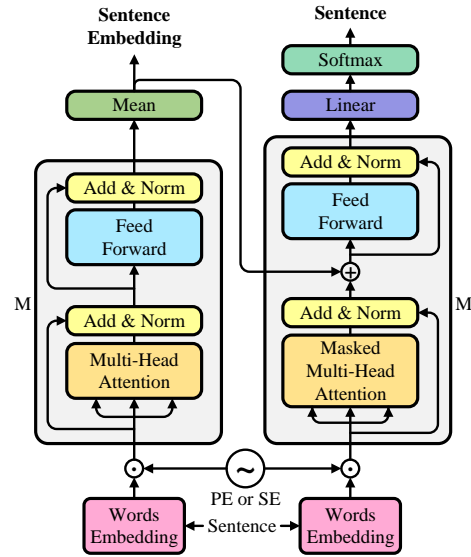 Sentence
Embedding
Mean
Add & Norm
Feed
Forward
M
Add & Norm
Multi-Head
Attention
Words
Embedding
Sentence
Softmax
Linear
Add & Norm
Feed
Forward
+
M
Add & Norm
Masked
Multi-Head
Attention
~
PE or SE
Sentence
Words
Embedding